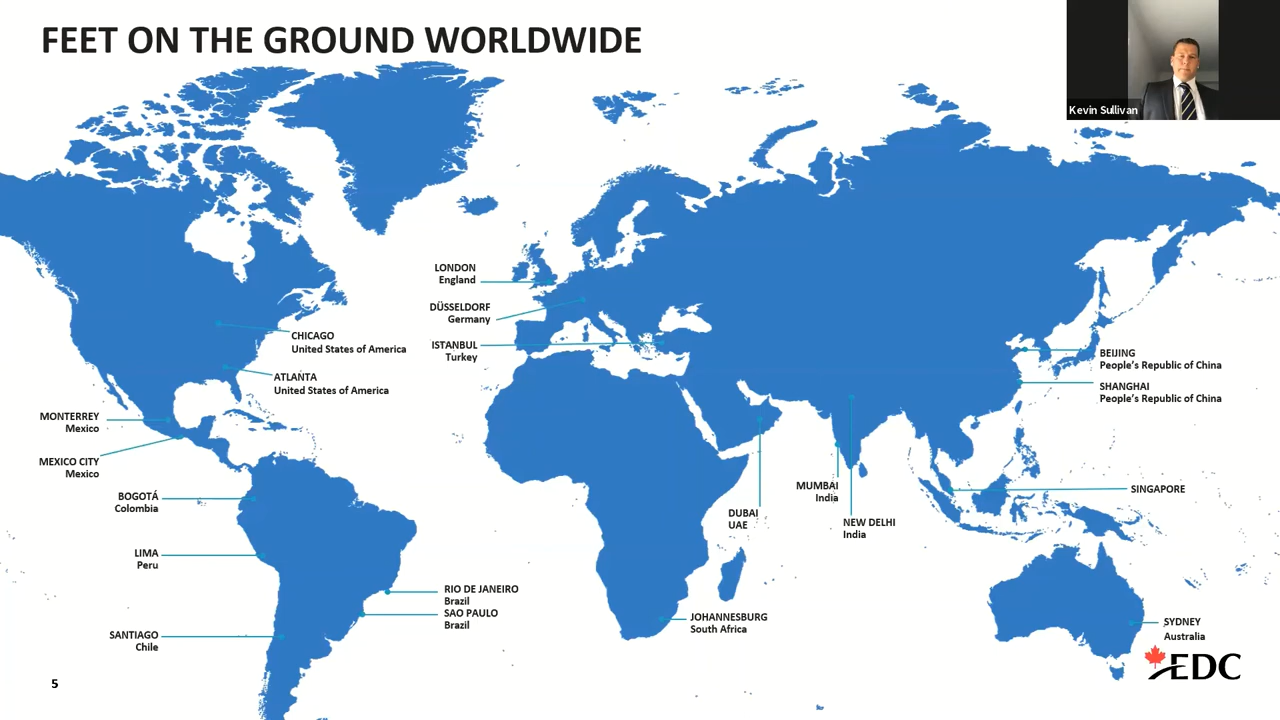 FEET ON THE GROUND WORLDWIDE
Kevin Sullivan
LONDON
England
DÜSSELDORF
Germany
ISTANBUL
Turkey
CHICAGO
United States of America
ATLANTA
United States of America
MONTERREY
Mexico
MEXICO CITY
Mexico
BOGOTÁ
Colombia
LIMA
Peru
SANTIAGO
Chile
RIO DE JANEIRO
Brazil
SAO PAULO
Brazil
JOHANNESBURG
South Africa
DUBAI
UAE
MUMBAI
India
NEW DELHI
India
BEIJING
People's Republic of China
SHANGHAI
People's Republic of China
SINGAPORE
SYDNEY
Australia
EDC
5